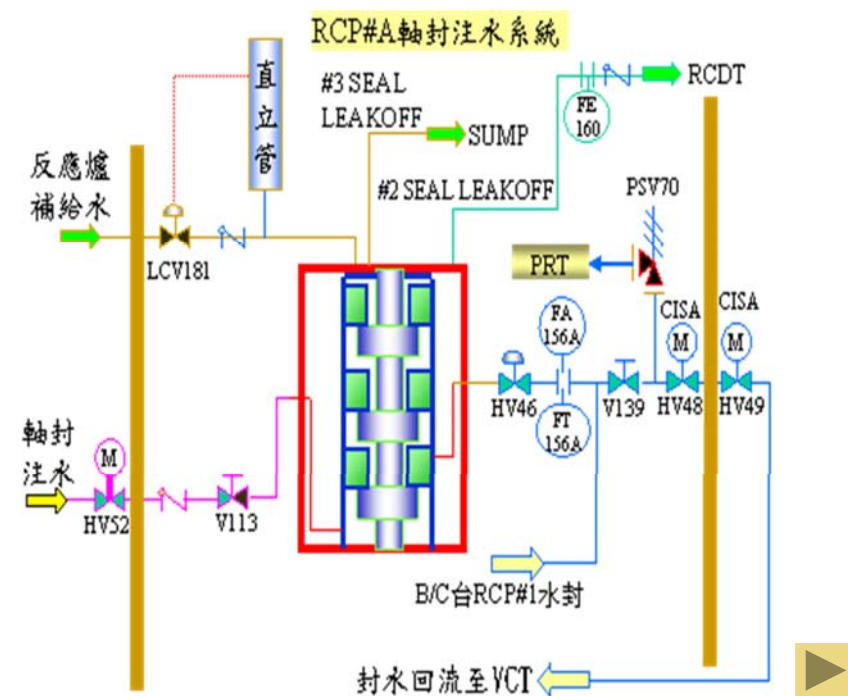 RCP#A軸封注水系統
直
立
管
#3 SEAL
LEAKOFF
SUMP
#2 SEAL LEAKOFF
FE
160
RCDT
反應爐
補給水
LCV181
PSV70
PRT
FA
156A
CISA
CISA
M
M
HV46
FT
156A
V139
HV48
HV49
軸封
注水
M
HV52
V113
B/C台RCP#1水封
封水回流至VCT